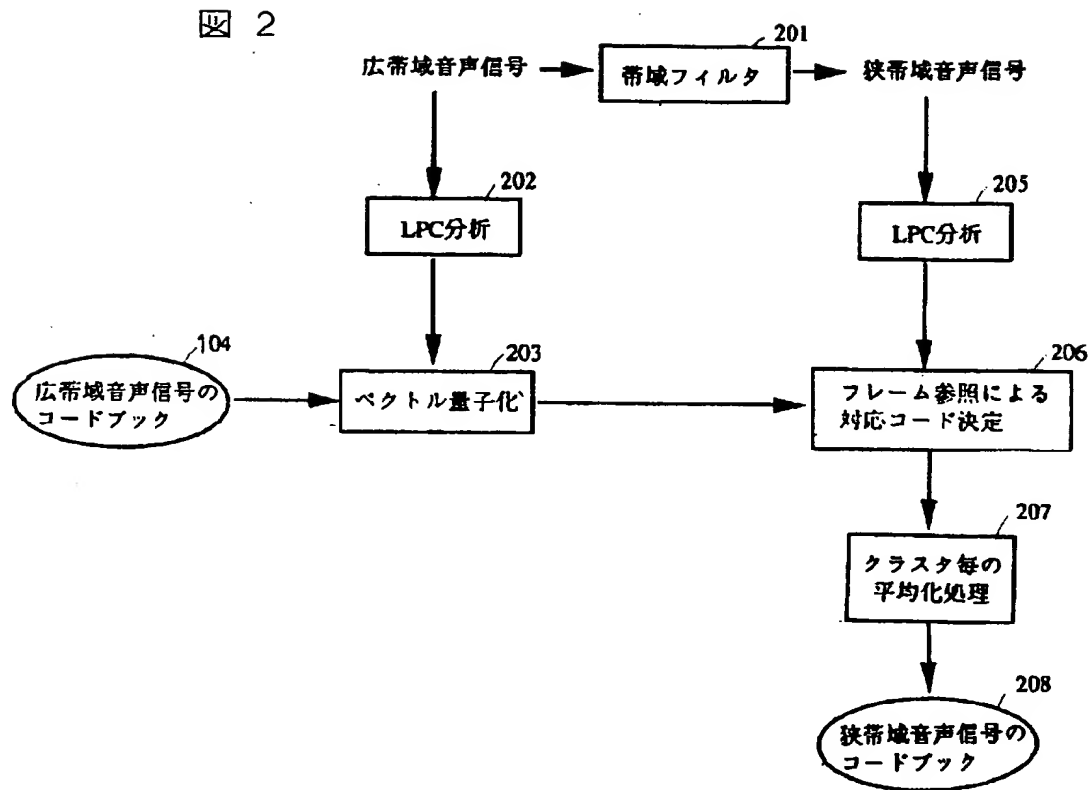 図 2
201
広帯域音声信号
帯域フィルタ
狭帯域音声信号
202
LPC分析
205
LPC分析
104
広帯域音声信号の
コードブック
203
ベクトル量子化
206
フレーム参照による
対応コード決定
207
クラスタ毎の
平均化処理
208
狭帯域音声信号の
コードブック